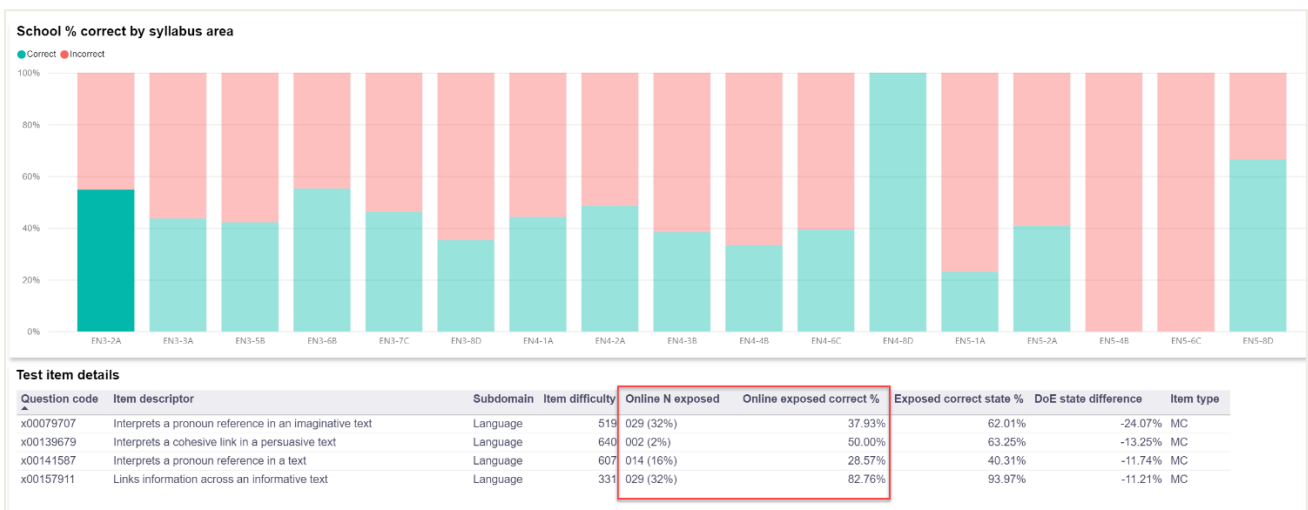 School % correct by syllabus area
Correct Incorrect
100%
80%
60%
40%
20%
0%
EN3-2A EN3-3A EN3-5B EN3-6B EN3-7C EN3-8D EN4-1A EN4-2A EN4-3B EN4-4B EN4-6C EN4-8D EN5-1A EN5-2A EN5-4B EN5-6C EN5-8D
Test item details
Question code Item descriptor Subdomain Item difficulty Online N exposed Online exposed correct % Exposed correct state % DoE state difference Item type
x00079707 Interprets a pronoun reference in an imaginative text Language 519 029 (32%) 37.93% 62.01% -24.07% MC
x00139679 Interprets a cohesive link in a persuasive text Language 640 002 (2%) 50.00% 63.25% -13.25% MC
x00141587 Interprets a pronoun reference in a text Language 607 014 (16%) 28.57% 40.31% -11.74% MC
x00157911 Links information across an informative text Language 331 029 (32%) 82.76% 93.97% -11.21% MC